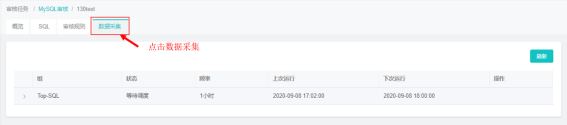 审核任务 / MySQL审核 / 139test
概览 SQL 审核规则 数据采集
点击数据采集
刷新
组 状态 频率 上次运行 下次运行 操作
> Top-SQL 等待调度 1小时 2020-09-08 17:02:00 2020-09-08 18:00:00